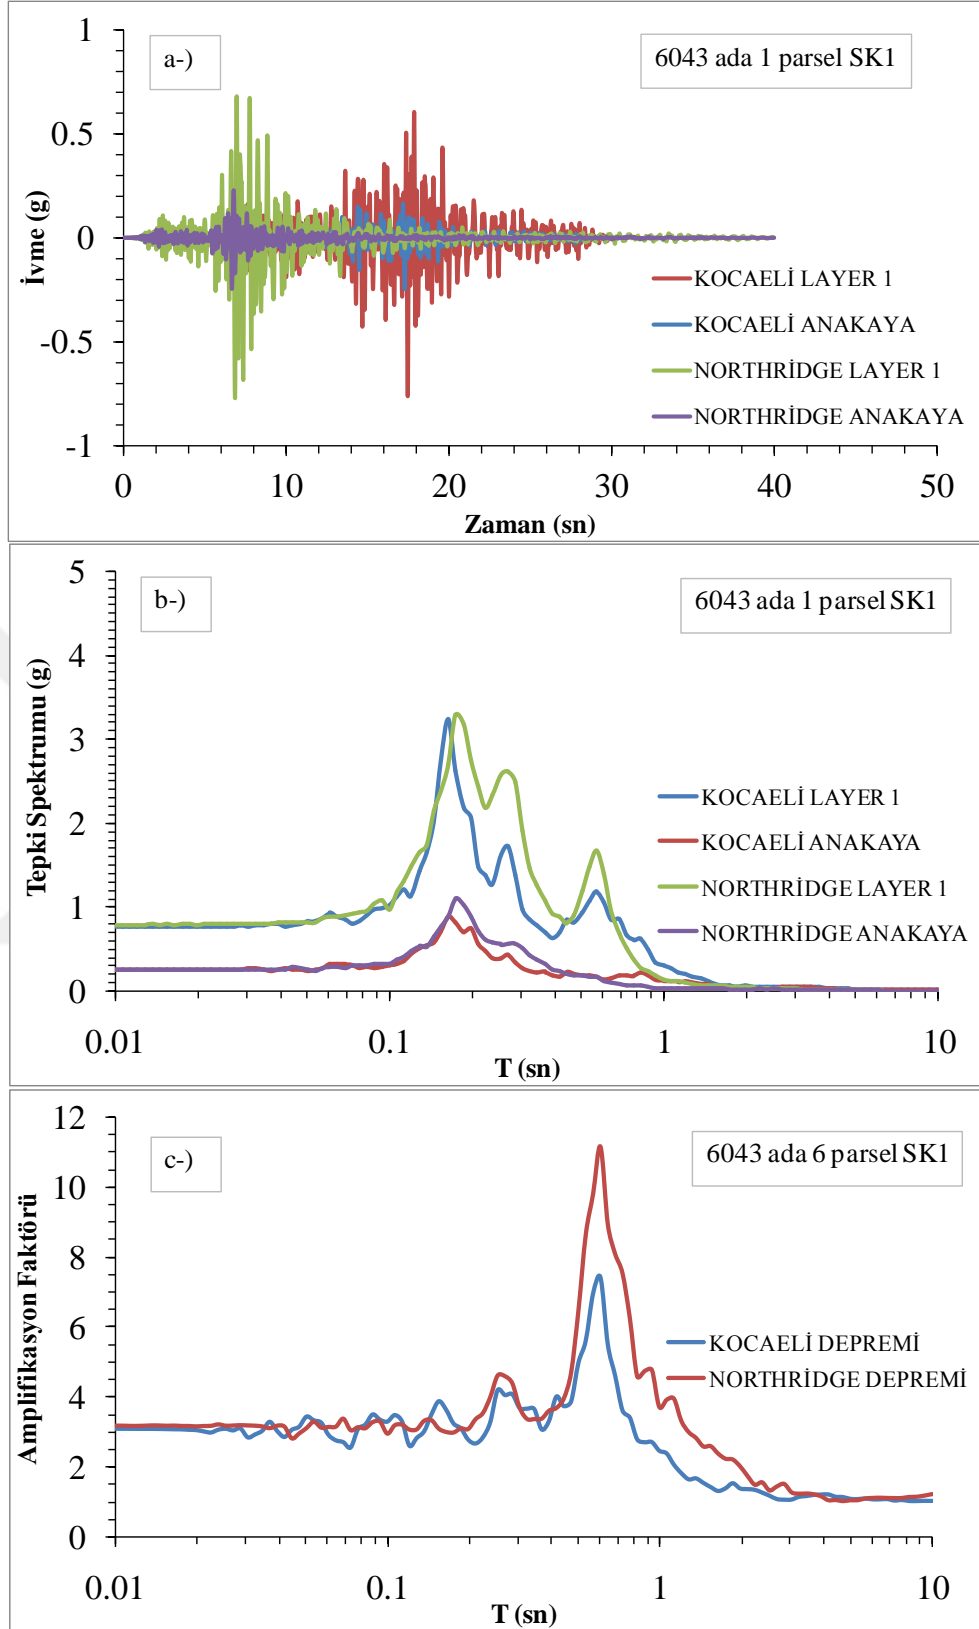 a-)
6043 ada 1 parsel SK1
1
0.5
0
-0.5
-1
İvme (g)
KOCAELİ LAYER 1
KOCAELİ ANAKAYA
NORTHRİDGE LAYER 1
NORTHRİDGE ANAKAYA
0 10 20 30 40 50
Zaman (sn)
b-)
6043 ada 1 parsel SK1
5
4
3
2
1
0
Tepki Spektrumu (g)
KOCAELİ LAYER 1
KOCAELİ ANAKAYA
NORTHRİDGE LAYER 1
NORTHRİDGE ANAKAYA
0.01 0.1 1 10
T (sn)
c-)
6043 ada 6 parsel SK1
12
10
8
6
4
2
0
Amplifikasyon Faktörü
KOCAELİ DEPREMİ
NORTHRİDGE DEPREMİ
0.01 0.1 1 10
T (sn)